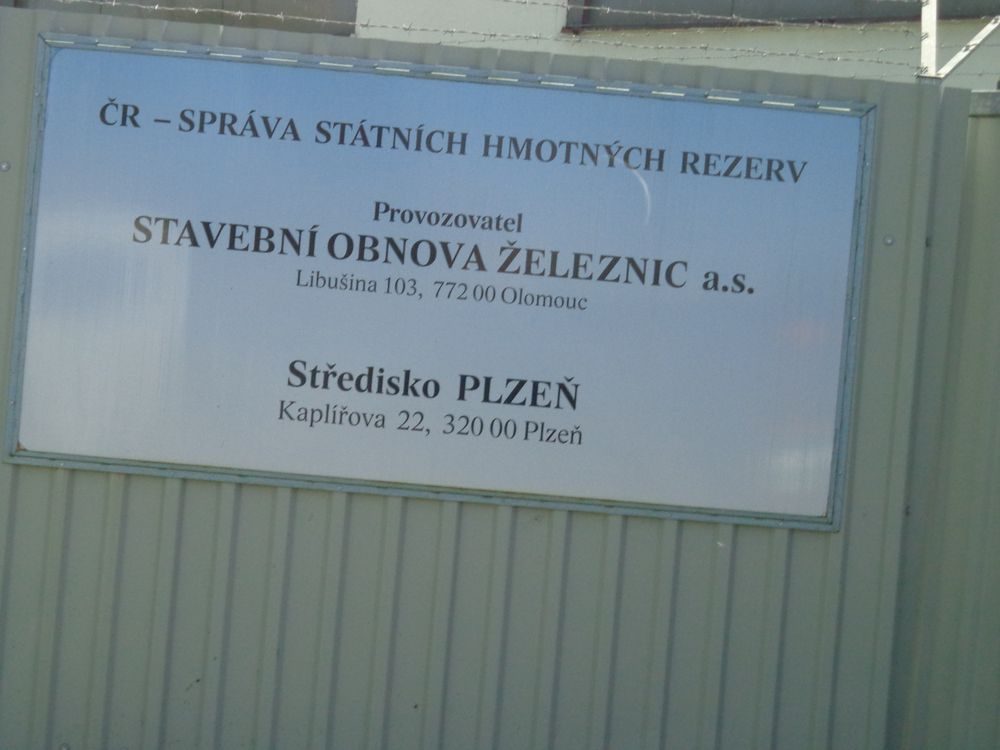 ČR – SPRÁVA STÁTNÍCH HMOTNÝCH REZERV
Provozovatel
STAVEBNÍ OBNOVA ŽELEZNIC a.s.
Libušina 103, 772 00 Olomouc
Středisko PLZEŇ
Kaplířova 22, 320 00 Plzeň